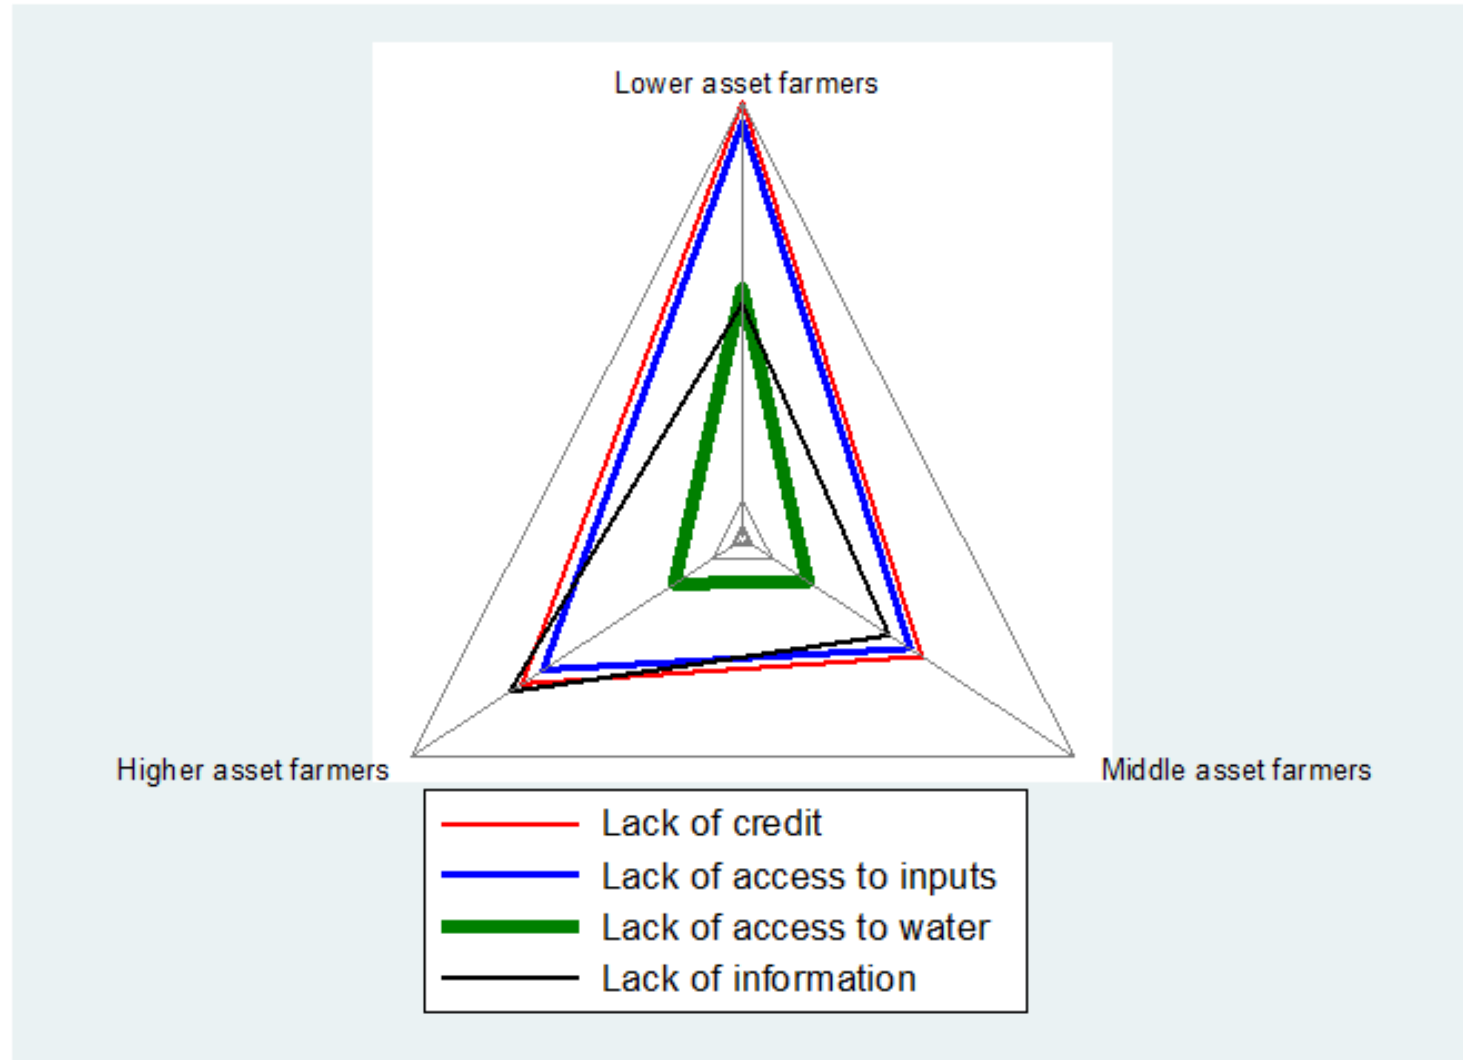 Lower asset farmers
Higher asset farmers
Middle asset farmers
Lack of credit
Lack of access to inputs
Lack of access to water
Lack of information